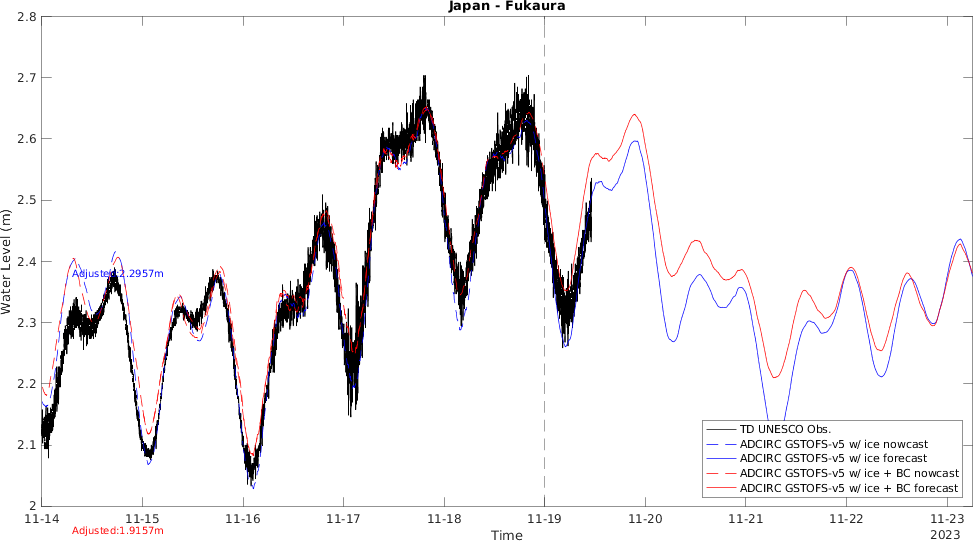 Japan - Fukaura
2.8
2.7
2.6
2.5
2.4
2.3
2.2
2.1
2
Water Level (m)
Adjusted:2.2957m
TD UNESCO Obs.
ADCIRC GSTOFS-v5 w/ ice nowcast
ADCIRC GSTOFS-v5 w/ ice forecast
ADCIRC GSTOFS-v5 w/ ice + BC nowcast
ADCIRC GSTOFS-v5 w/ ice + BC forecast
11-14 11-15 11-16 11-17 11-18 11-19 11-20 11-21 11-22 11-23
Adjusted:1.9157m
Time
2023